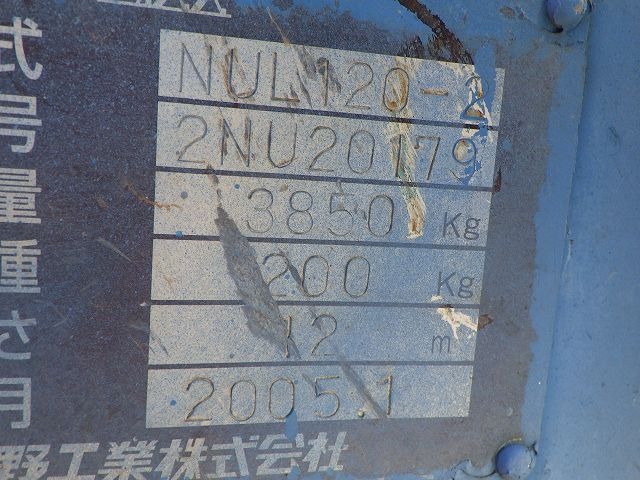 式 NUL120-2
号 2NU20179
量 3850 Kg
重 200 Kg
さ 12 m
月 2005.1
野工業株式会社